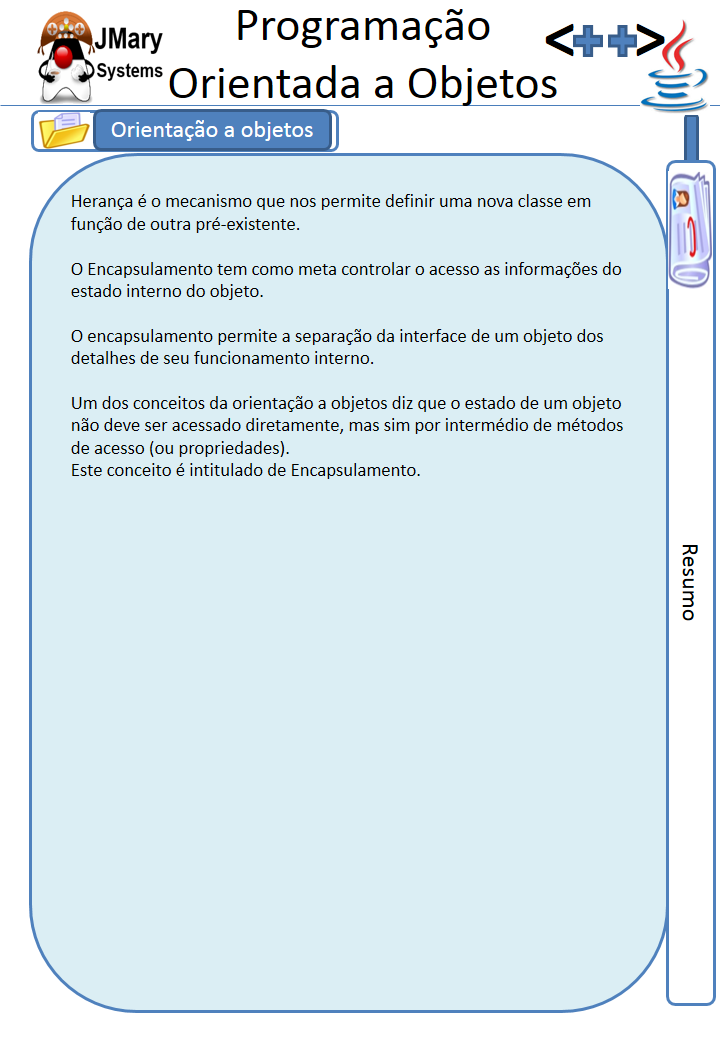 JMary
Systems
Programação
Orientada a Objetos
<++>
Orientação a objetos
Herança é o mecanismo que nos permite definir uma nova classe em
função de outra pré-existente.
O Encapsulamento tem como meta controlar o acesso as informações do
estado interno do objeto.
O encapsulamento permite a separação da interface de um objeto dos
detalhes de seu funcionamento interno.
Um dos conceitos da orientação a objetos diz que o estado de um objeto
não deve ser acessado diretamente, mas sim por intermédio de métodos
de acesso (ou propriedades).
Este conceito é intitulado de Encapsulamento.
Resumo